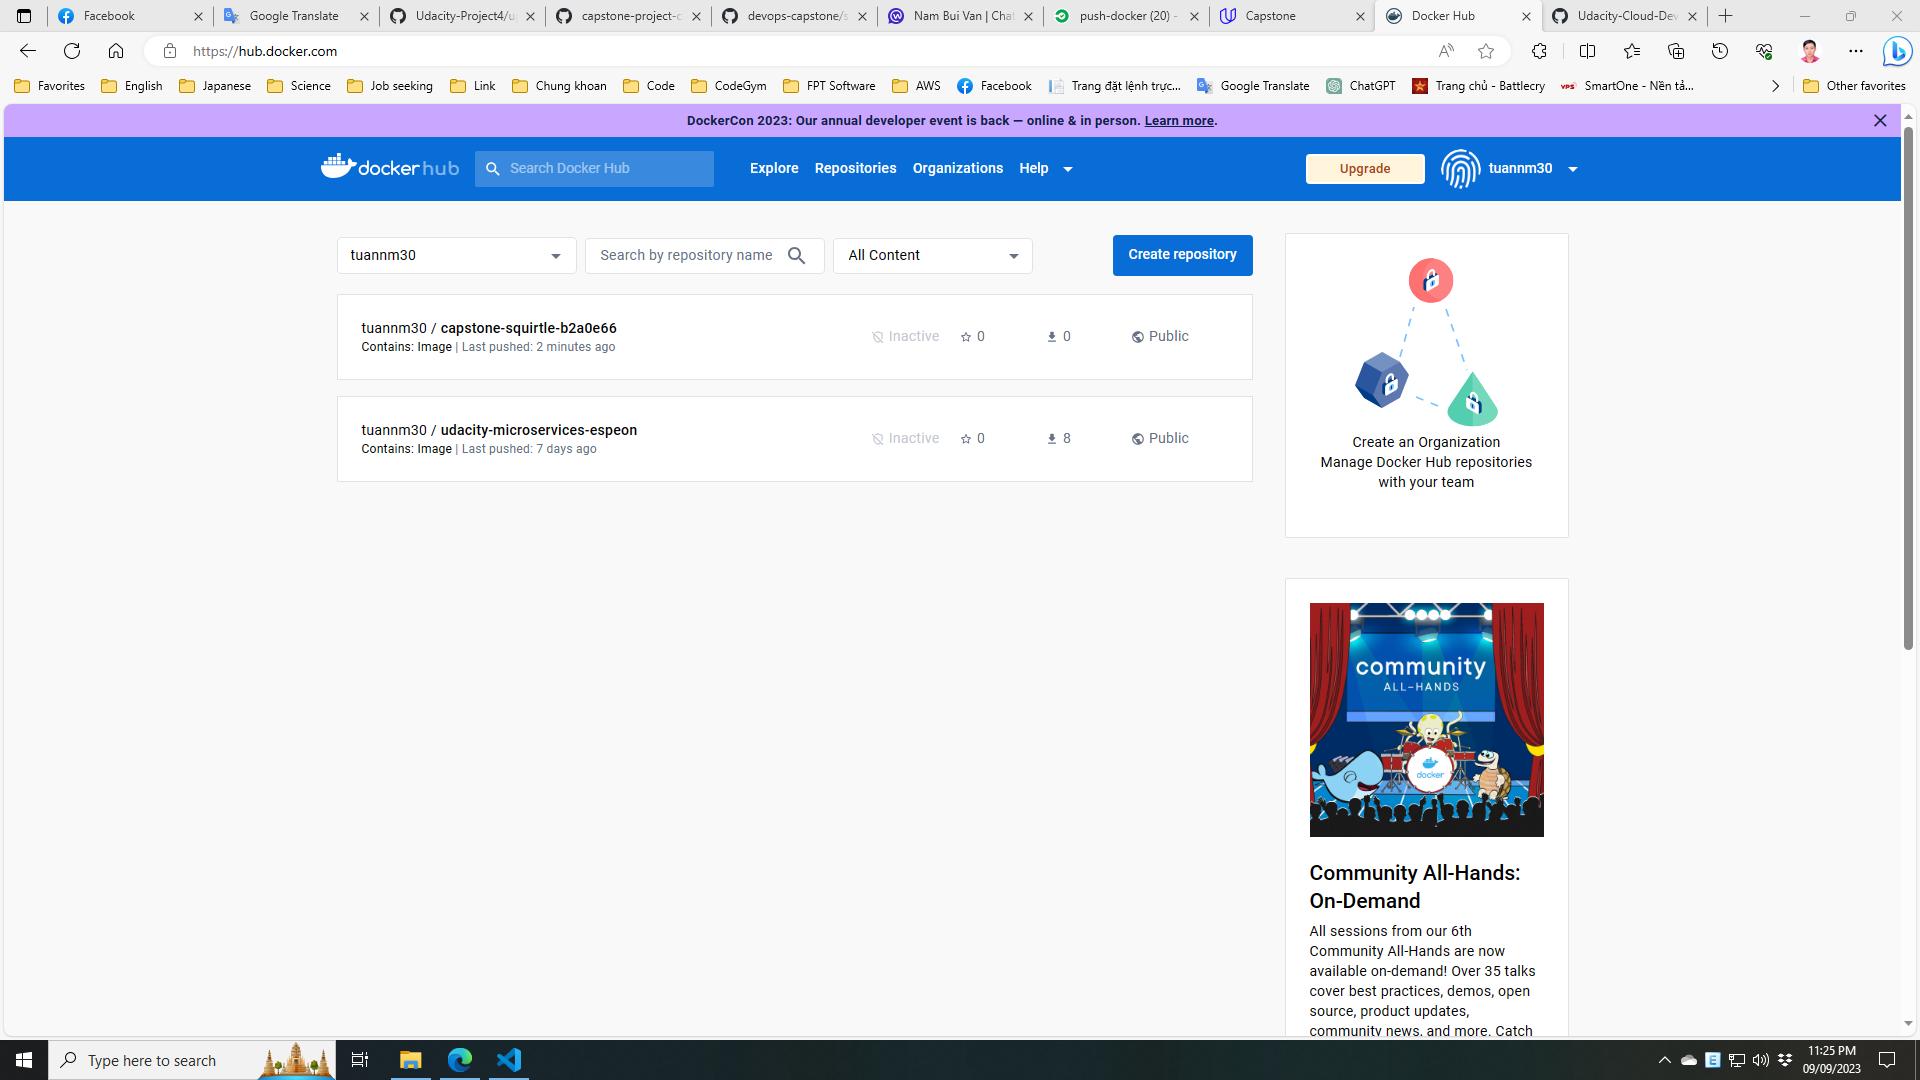 Facebook
Google Translate
Udacity-Project4/u
capstone-project-c
devops-capstone/s
Nam Bui Van | Chat
push-docker (20) -
Capstone
Docker Hub
Udacity-Cloud-Dev
https://hub.docker.com
Favorites
English
Japanese
Science
Job seeking
Link
Chung khoan
Code
CodeGym
FPT Software
AWS
Facebook
Trang đặt lệnh trực...
Google Translate
ChatGPT
Trang chủ - Battlecry
VPS
SmartOne - Nền tả...
Other favorites
DockerCon 2023: Our annual developer event is back — online & in person. Learn more.
docker hub
Search Docker Hub
Explore
Repositories
Organizations
Help
Upgrade
tuannm30
tuannm30
Search by repository name
All Content
Create repository
tuannm30 / capstone-squirtle-b2a0e66
Contains: Image | Last pushed: 2 minutes ago
Inactive
0
0
Public
tuannm30 / udacity-microservices-espeon
Contains: Image | Last pushed: 7 days ago
Inactive
0
8
Public
Create an Organization
Manage Docker Hub repositories
with your team
community
ALL-HANDS
docker
Community All-Hands:
On-Demand
All sessions from our 6th
Community All-Hands are now
available on-demand! Over 35 talks
cover best practices, demos, open
source, product updates,
community news, and more. Catch
Type here to search
E
11:25 PM
09/09/2023